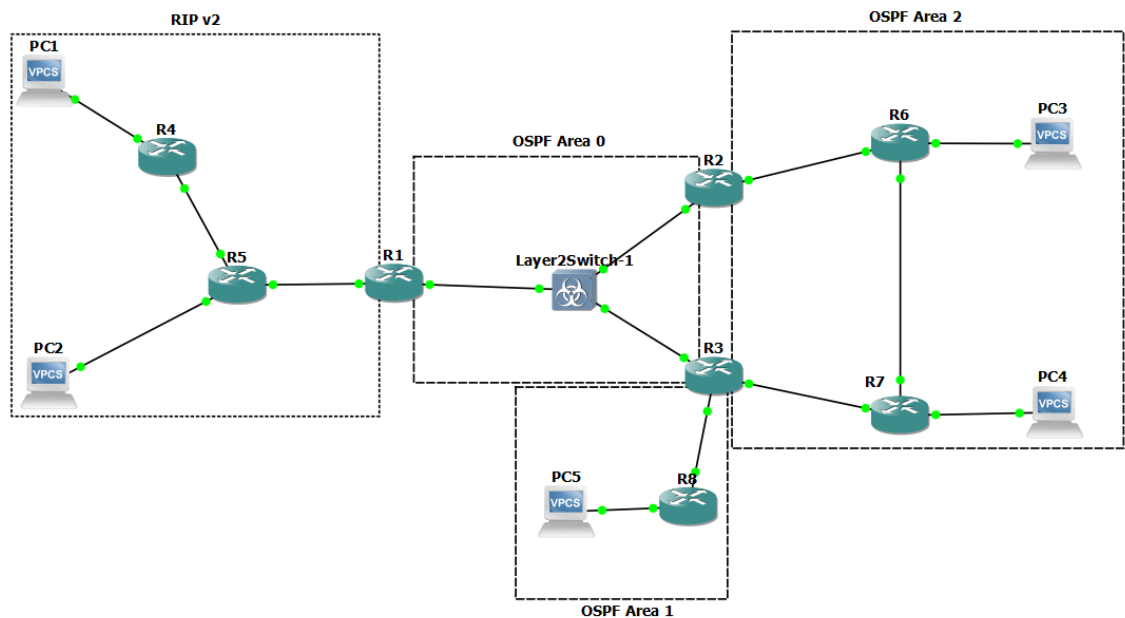 RIP v2
OSPF Area 2
PC1
VPCS
R4
OSPF Area 0
R2
R6
PC3
VPCS
R5
R1
Layer2Switch-1
PC2
VPCS
R3
R7
PC4
VPCS
PC5
VPCS
R8
OSPF Area 1